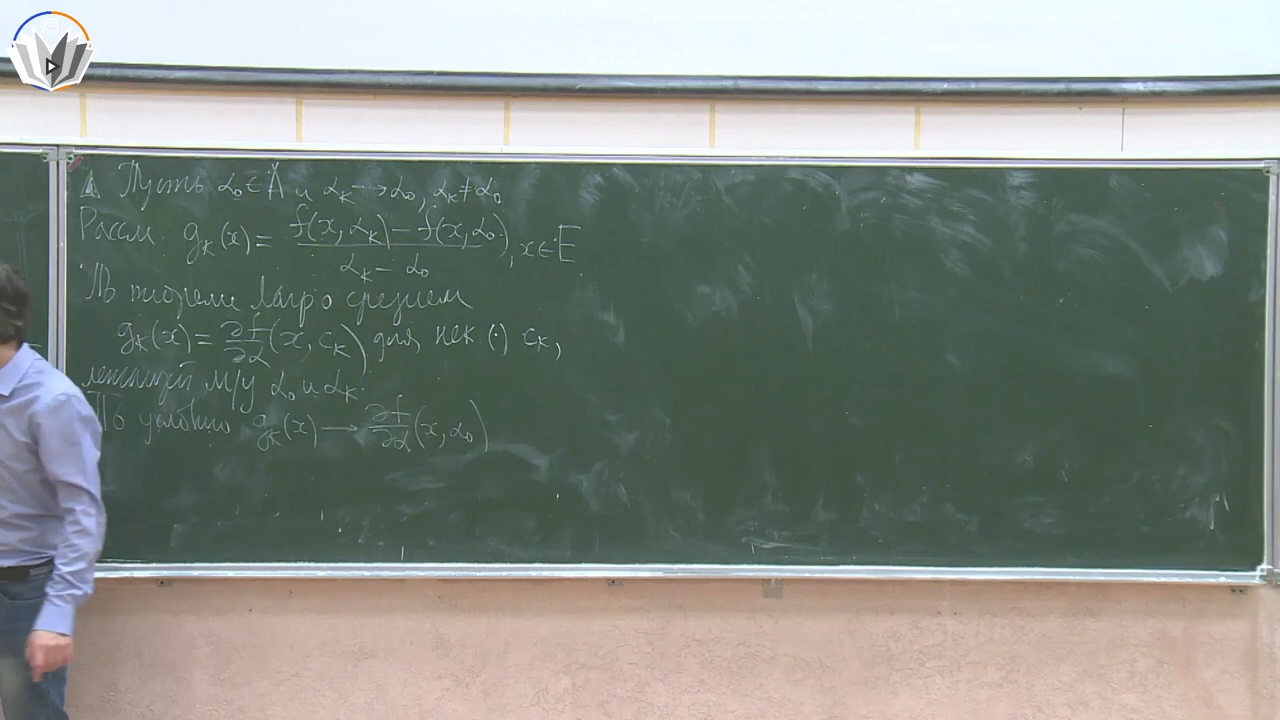 ▲ Пусть α₀ ∈ A и αₖ → α₀, αₖ ≠ α₀
Рассм. gₖ(x) = (f(x, αₖ) − f(x, α₀))/(αₖ − α₀), x ∈ E.
По теореме Лагр о среднем
gₖ(x) = ∂f/∂α (x, cₖ) для нек (·) cₖ,
лежащей м/у α₀ и αₖ.
По условию gₖ(x) → ∂f/∂α (x, α₀)